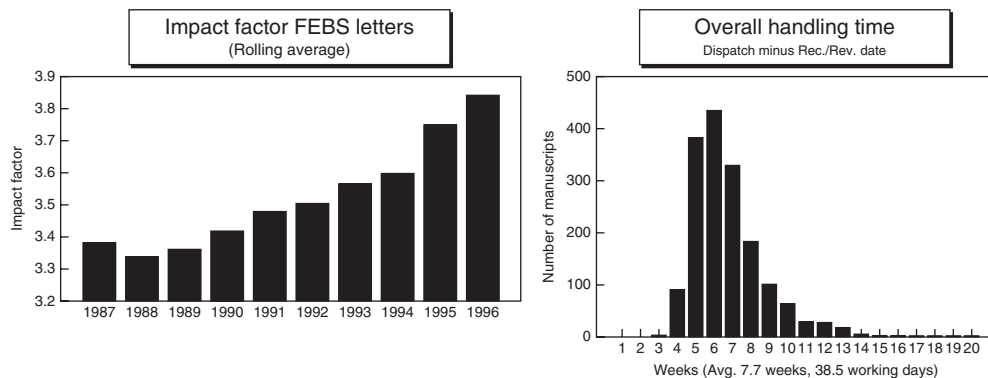 Impact factor FEBS letters
(Rolling average)
3.9
3.8
3.7
3.6
3.5
3.4
3.3
3.2
Impact factor
1987 1988 1989 1990 1991 1992 1993 1994 1995 1996
Overall handling time
Dispatch minus Rec./Rev. date
500
400
300
200
100
0
Number of manuscripts
1 2 3 4 5 6 7 8 9 10 11 12 13 14 15 16 17 18 19 20
Weeks (Avg. 7.7 weeks, 38.5 working days)